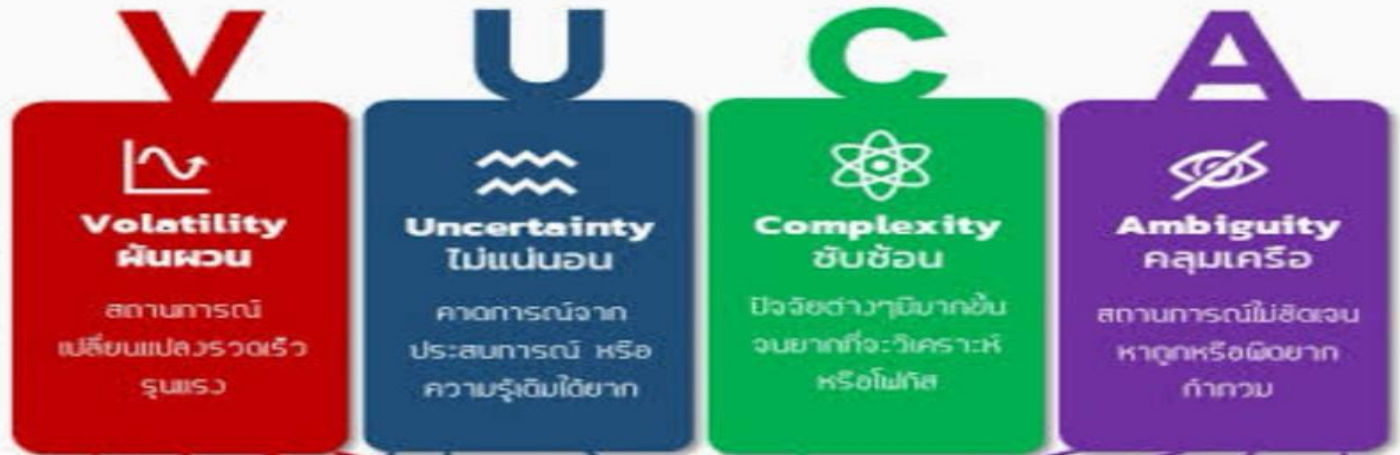 V
Volatility
ผันผวน
สถานการณ์
เปลี่ยนแปลงรวดเร็ว
รุนแรง
U
Uncertainty
ไม่แน่นอน
คาดการณ์จาก
ประสบการณ์ หรือ
ความรู้เดิมได้ยาก
C
Complexity
ซับซ้อน
ปัจจัยต่างๆมีมากขึ้น
จนยากที่จะวิเคราะห์
หรือโฟกัส
A
Ambiguity
คลุมเครือ
สถานการณ์ไม่ชัดเจน
หาถูกหรือผิดยาก
กำกวม